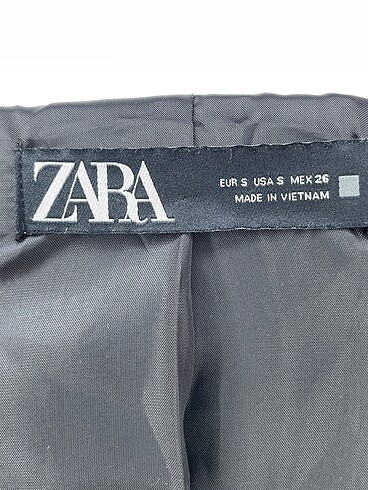 ZARA
EUR S USA S MEX 26
MADE IN VIETNAM